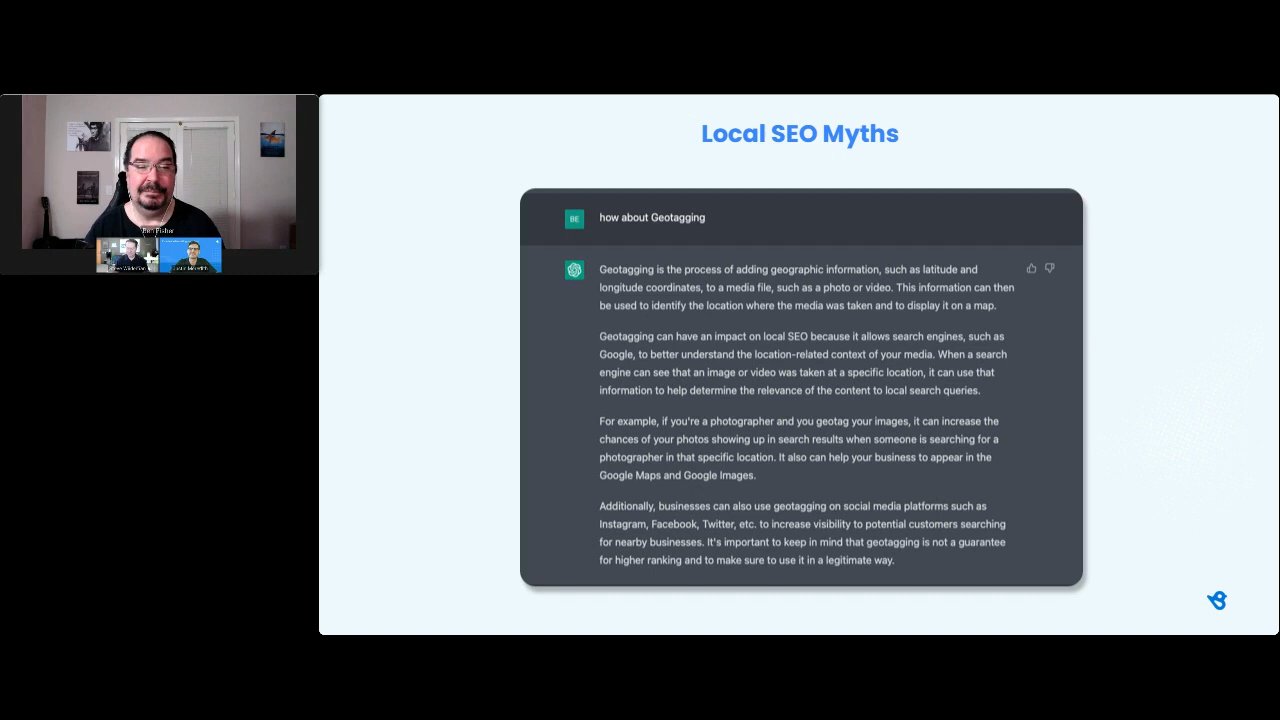 Local SEO Myths
Ben Fisher
Steve Wiideman
Justin Meredith
BE
how about Geotagging
Geotagging is the process of adding geographic information, such as latitude and
longitude coordinates, to a media file, such as a photo or video. This information can then
be used to identify the location where the media was taken and to display it on a map.
Geotagging can have an impact on local SEO because it allows search engines, such as
Google, to better understand the location-related context of your media. When a search
engine can see that an image or video was taken at a specific location, it can use that
information to help determine the relevance of the content to local search queries.
For example, if you're a photographer and you geotag your images, it can increase the
chances of your photos showing up in search results when someone is searching for a
photographer in that specific location. It also can help your business to appear in the
Google Maps and Google Images.
Additionally, businesses can also use geotagging on social media platforms such as
Instagram, Facebook, Twitter, etc. to increase visibility to potential customers searching
for nearby businesses. It's important to keep in mind that geotagging is not a guarantee
for higher ranking and to make sure to use it in a legitimate way.